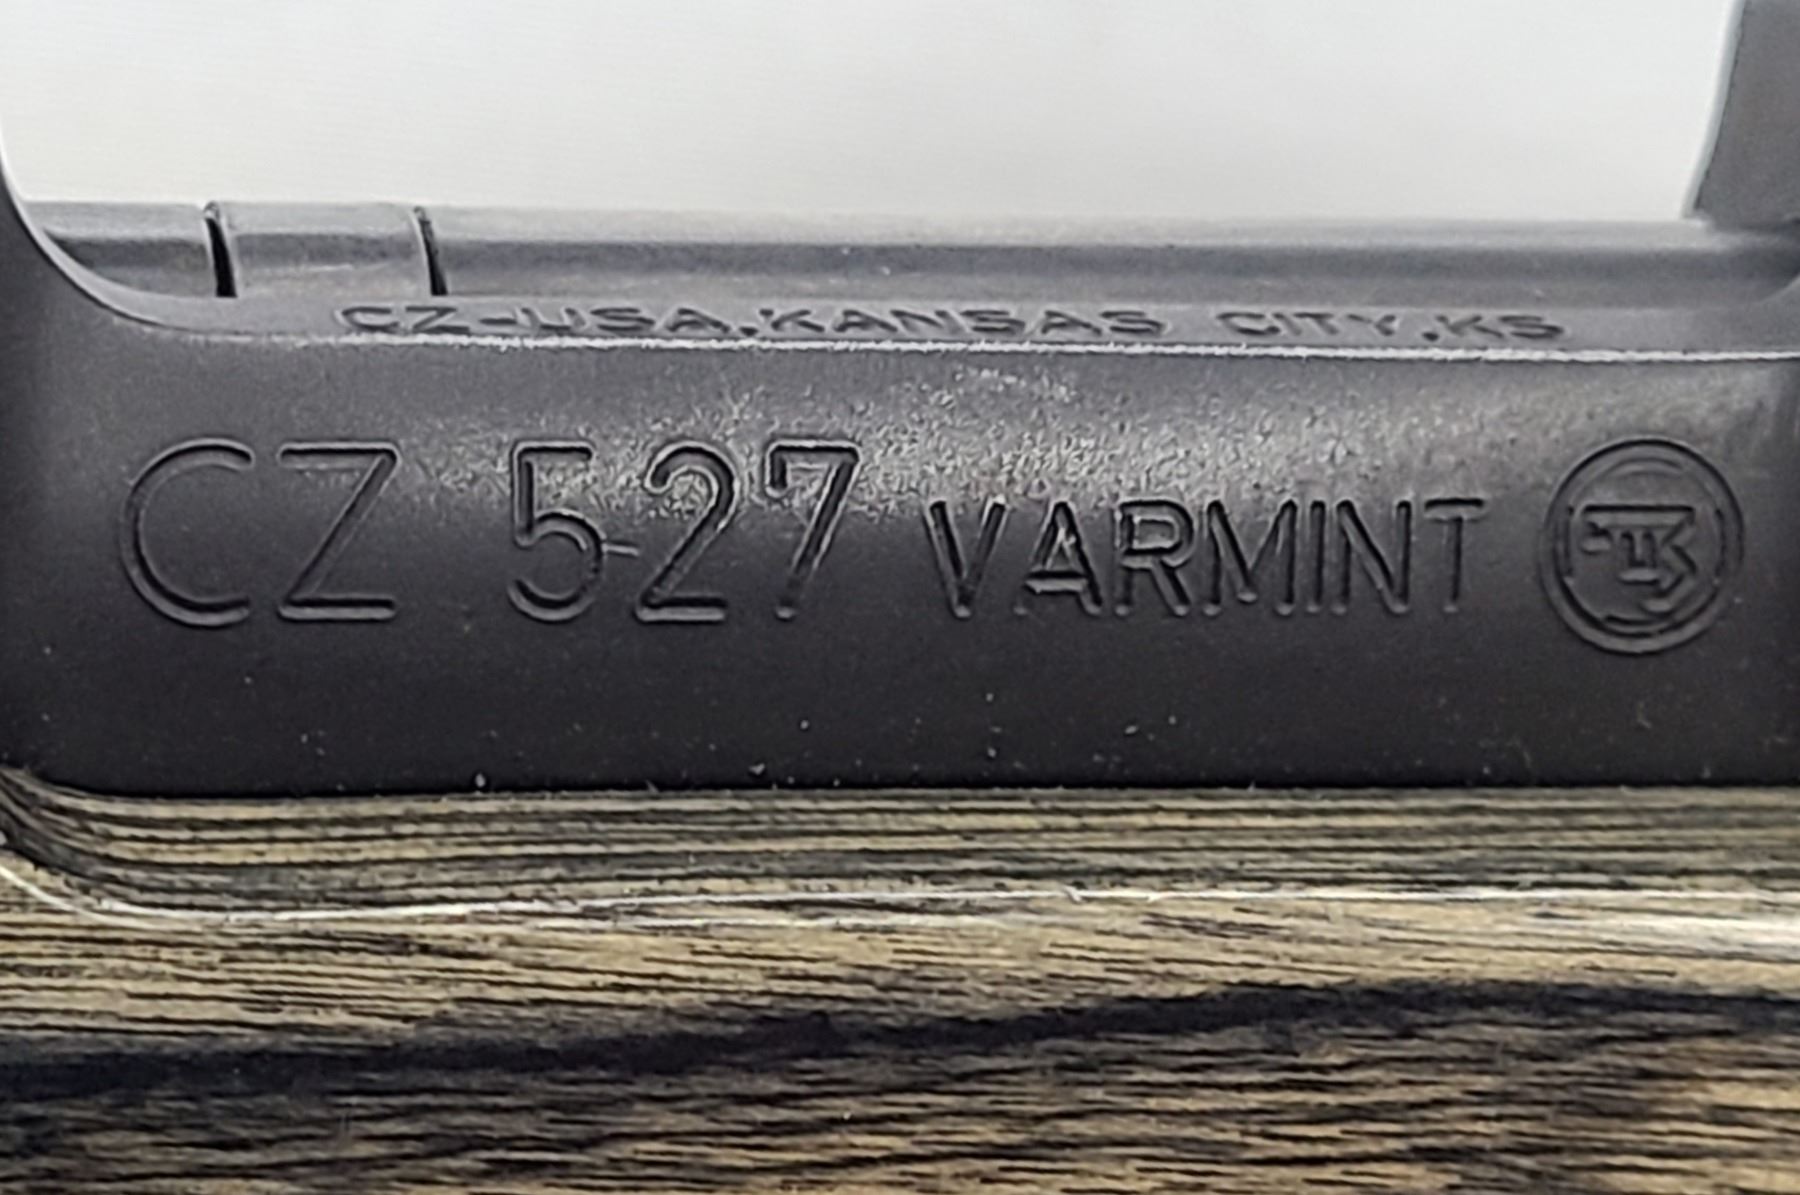 CZ-USA,KANSAS CITY,KS
CZ 527 VARMINT